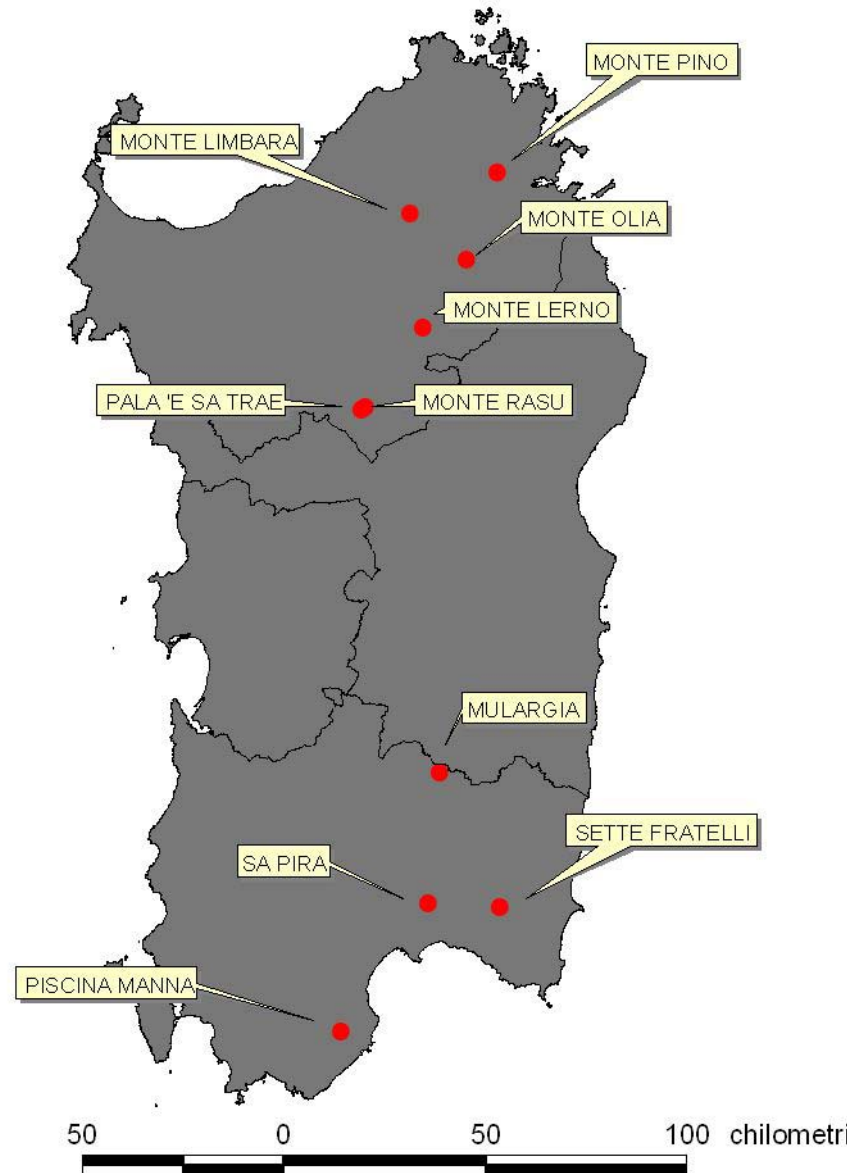 MONTE PINO
MONTE LIMBARA
MONTE OLIA
MONTE LERNO
PALA 'E SA TRAE
MONTE RASU
MULARGIA
SETTE FRATELLI
SA PIRA
PISCINA MANNA
50 0 50 100 chilometri